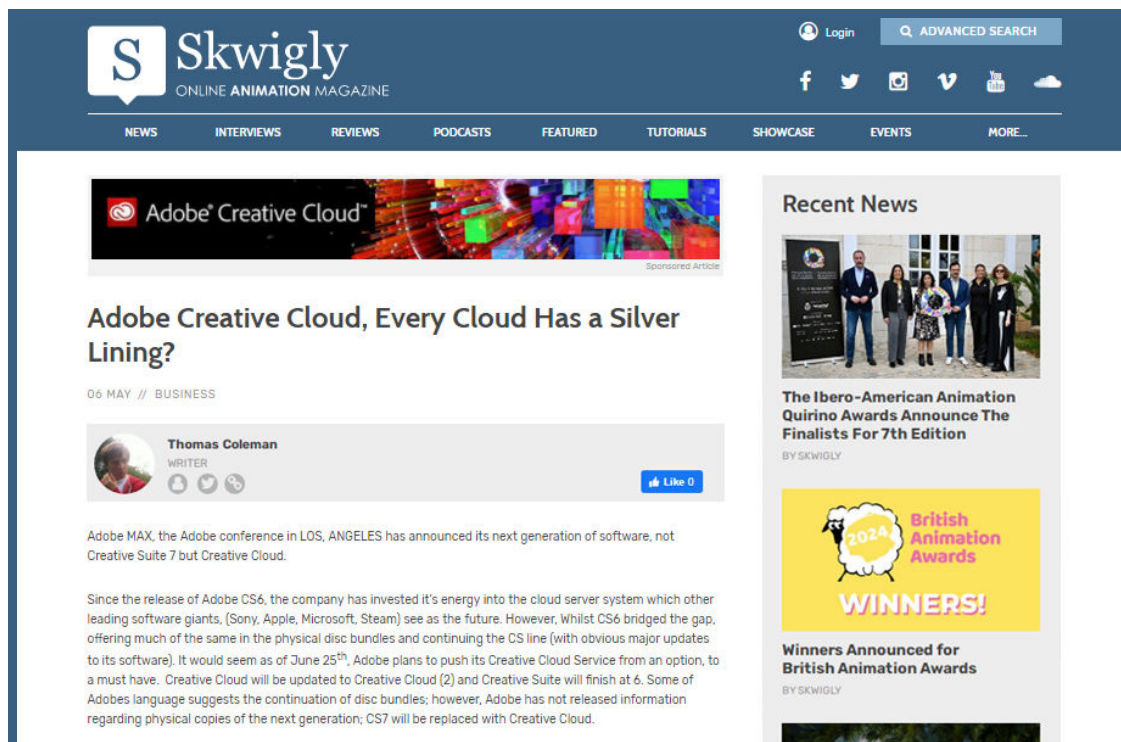 S
Skwigly
ONLINE ANIMATION MAGAZINE
Login
ADVANCED SEARCH
You
Tube
NEWS INTERVIEWS REVIEWS PODCASTS FEATURED TUTORIALS SHOWCASE EVENTS MORE...
Adobe® Creative Cloud™
Sponsored Article
Adobe Creative Cloud, Every Cloud Has a Silver
Lining?
06 MAY // BUSINESS
Thomas Coleman
WRITER
Like 0
Adobe MAX, the Adobe conference in LOS, ANGELES has announced its next generation of software, not
Creative Suite 7 but Creative Cloud.
Since the release of Adobe CS6, the company has invested it's energy into the cloud server system which other
leading software giants, (Sony, Apple, Microsoft, Steam) see as the future. However, Whilst CS6 bridged the gap,
offering much of the same in the physical disc bundles and continuing the CS line (with obvious major updates
to its software). It would seem as of June 25th, Adobe plans to push its Creative Cloud Service from an option, to
a must have. Creative Cloud will be updated to Creative Cloud (2) and Creative Suite will finish at 6. Some of
Adobes language suggests the continuation of disc bundles; however, Adobe has not released information
regarding physical copies of the next generation; CS7 will be replaced with Creative Cloud.
Recent News
The Ibero-American Animation
Quirino Awards Announce The
Finalists For 7th Edition
BY SKWIGLY
2024
British
Animation
Awards
WINNERS!
Winners Announced for
British Animation Awards
BY SKWIGLY